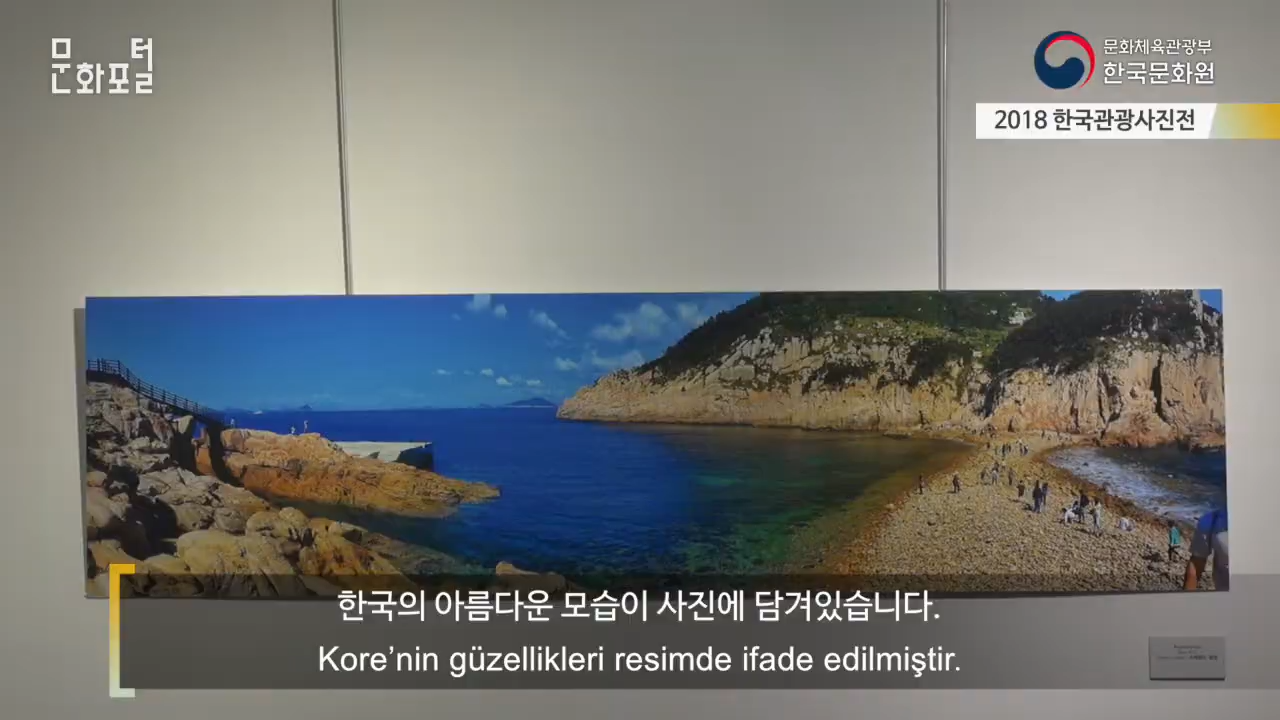 문화포털
문화체육관광부
한국문화원
2018 한국관광사진전
한국의 아름다운 모습이 사진에 담겨있습니다.
Kore’nin güzellikleri resimde ifade edilmiştir.